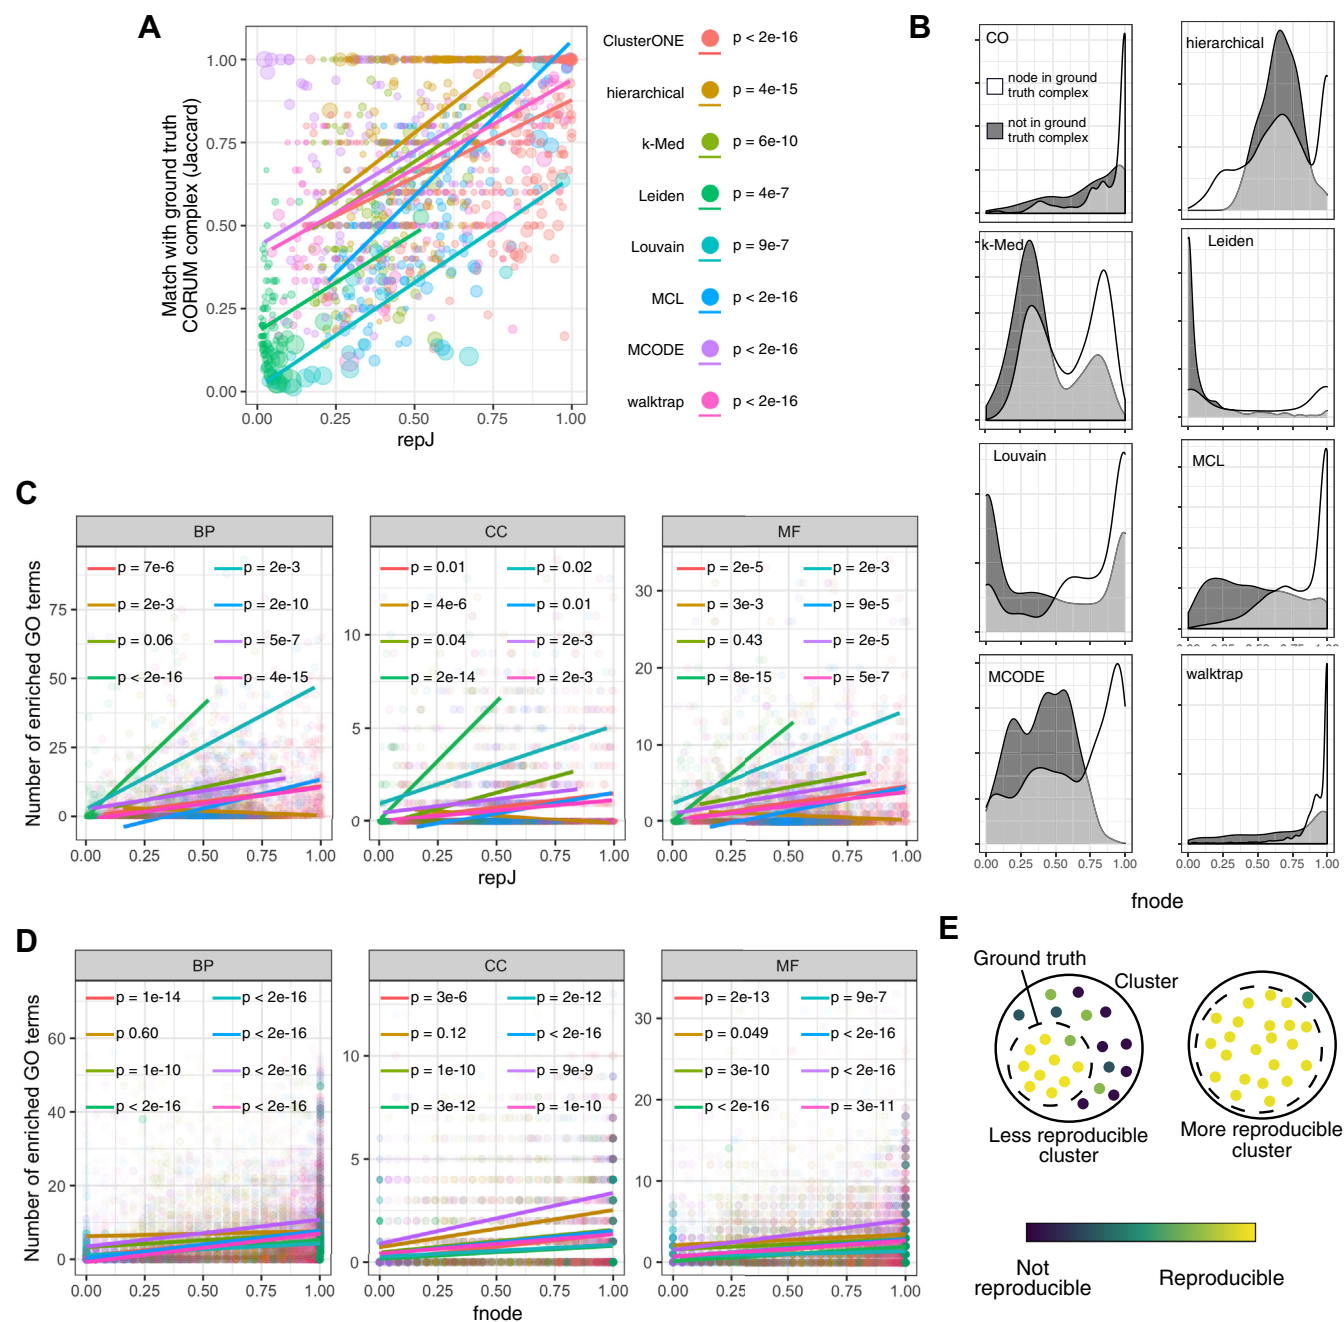 A
Match with ground truth
CORUM complex (Jaccard)
1.00
0.75
0.50
0.25
0.00
0.00 0.25 0.50 0.75 1.00
repJ
ClusterONE p < 2e-16
hierarchical p = 4e-15
k-Med p = 6e-10
Leiden p = 4e-7
Louvain p = 9e-7
MCL p < 2e-16
MCODE p < 2e-16
walktrap p < 2e-16
B
CO
node in ground
truth complex
not in ground
truth complex
hierarchical
k-Med
Leiden
Louvain
MCL
MCODE
walktrap
0.00 0.25 0.50 0.75 1.00
0.00 0.25 0.50 0.75 1.00
fnode
C
Number of enriched GO terms
BP
p = 7e-6 p = 2e-3
p = 2e-3 p = 2e-10
p = 0.06 p = 5e-7
p < 2e-16 p = 4e-15
75
50
25
0
0.00 0.25 0.50 0.75 1.00
CC
p = 0.01 p = 0.02
p = 4e-6 p = 0.01
p = 0.04 p = 2e-3
p = 2e-14 p = 2e-3
10
5
0
0.00 0.25 0.50 0.75 1.00
MF
p = 2e-5 p = 2e-3
p = 3e-3 p = 9e-5
p = 0.43 p = 2e-5
p = 8e-15 p = 5e-7
30
20
10
0
0.00 0.25 0.50 0.75 1.00
repJ
D
Number of enriched GO terms
BP
p = 1e-14 p < 2e-16
p 0.60 p < 2e-16
p = 1e-10 p < 2e-16
p < 2e-16 p < 2e-16
60
40
20
0
0.00 0.25 0.50 0.75 1.00
CC
p = 3e-6 p = 2e-12
p = 0.12 p < 2e-16
p = 1e-10 p = 9e-9
p = 3e-12 p = 1e-10
10
5
0
0.00 0.25 0.50 0.75 1.00
MF
p = 2e-13 p = 9e-7
p = 0.049 p < 2e-16
p = 3e-10 p < 2e-16
p < 2e-16 p = 3e-11
30
20
10
0
0.00 0.25 0.50 0.75 1.00
fnode
E
Ground truth
Cluster
Less reproducible
cluster
More reproducible
cluster
Not
reproducible
Reproducible